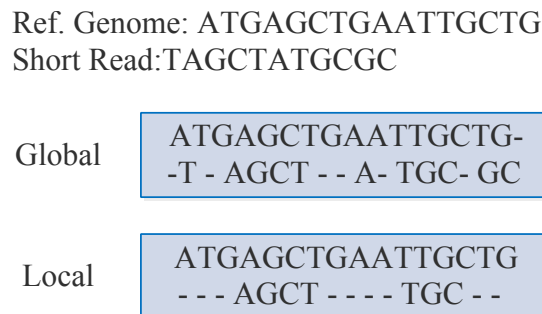 Ref. Genome: ATGAGCTGAATTGCTG
Short Read:TAGCTATGCGC
Global
ATGAGCTGAATTGCTG-
-T - AGCT - - A- TGC- GC
Local
ATGAGCTGAATTGCTG
- - - AGCT - - - - TGC - -